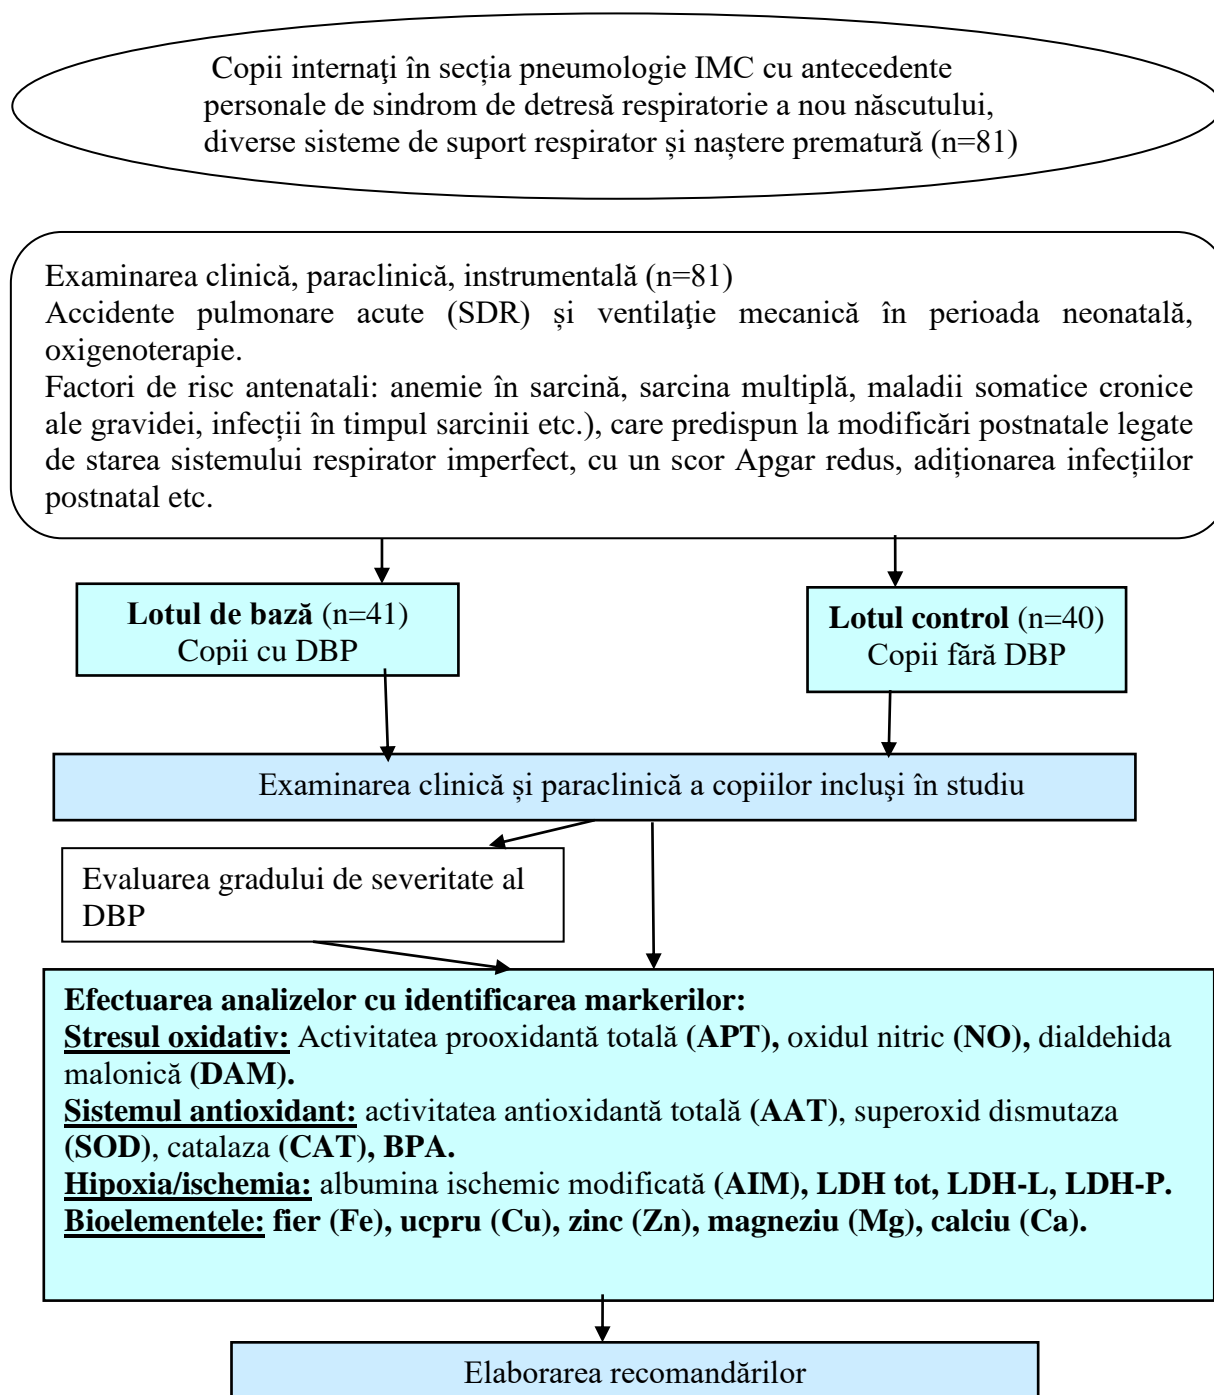 Copii internaţi în secția pneumologie IMC cu antecedente
personale de sindrom de detresă respiratorie a nou născutului,
diverse sisteme de suport respirator și naștere prematură (n=81)
Examinarea clinică, paraclinică, instrumentală (n=81)
Accidente pulmonare acute (SDR) și ventilaţie mecanică în perioada neonatală,
oxigenoterapie.
Factori de risc antenatali: anemie în sarcină, sarcina multiplă, maladii somatice cronice
ale gravidei, infecții în timpul sarcinii etc.), care predispun la modificări postnatale legate
de starea sistemului respirator imperfect, cu un scor Apgar redus, adiționarea infecțiilor
postnatal etc.
Lotul de bază (n=41)
Copii cu DBP
Lotul control (n=40)
Copii fără DBP
Examinarea clinică și paraclinică a copiilor incluşi în studiu
Evaluarea gradului de severitate al
DBP
Efectuarea analizelor cu identificarea markerilor:
Stresul oxidativ: Activitatea prooxidantă totală (APT), oxidul nitric (NO), dialdehida
malonică (DAM).
Sistemul antioxidant: activitatea antioxidantă totală (AAT), superoxid dismutaza
(SOD), catalaza (CAT), BPA.
Hipoxia/ischemia: albumina ischemic modificată (AIM), LDH tot, LDH-L, LDH-P.
Bioelementele: fier (Fe), ucpru (Cu), zinc (Zn), magneziu (Mg), calciu (Ca).
Elaborarea recomandărilor